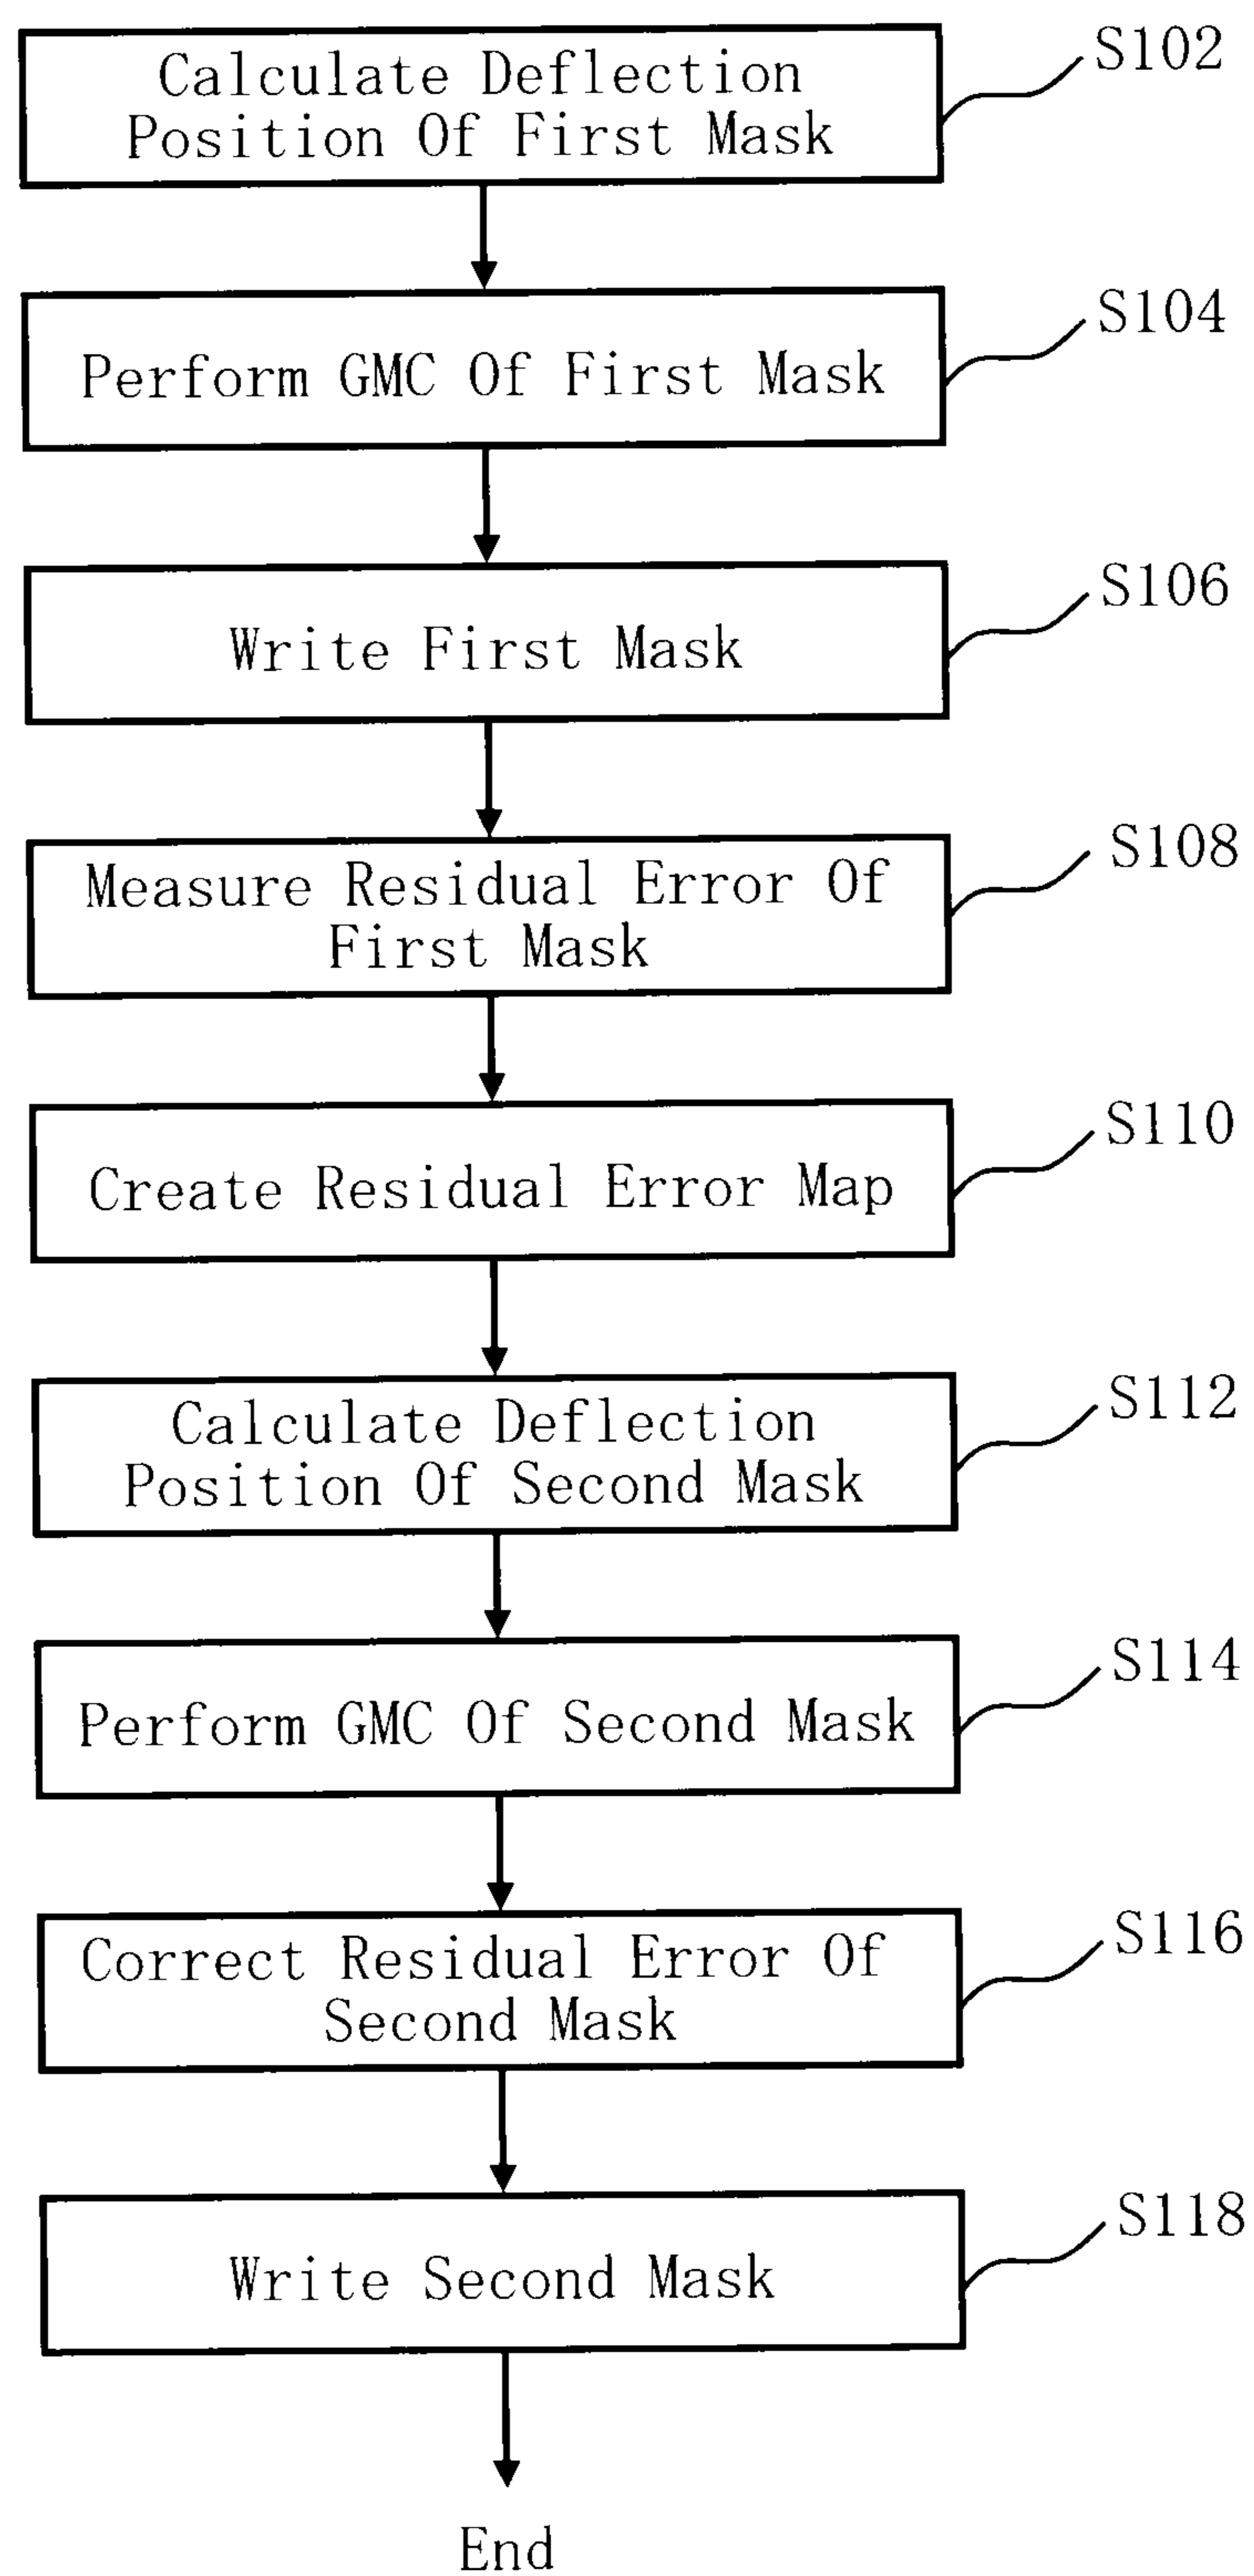 Calculate Deflection
Position Of First Mask
S102
Perform GMC Of First Mask
S104
Write First Mask
S106
Measure Residual Error Of
First Mask
S108
Create Residual Error Map
S110
Calculate Deflection
Position Of Second Mask
S112
Perform GMC Of Second Mask
S114
Correct Residual Error Of
Second Mask
S116
Write Second Mask
S118
End